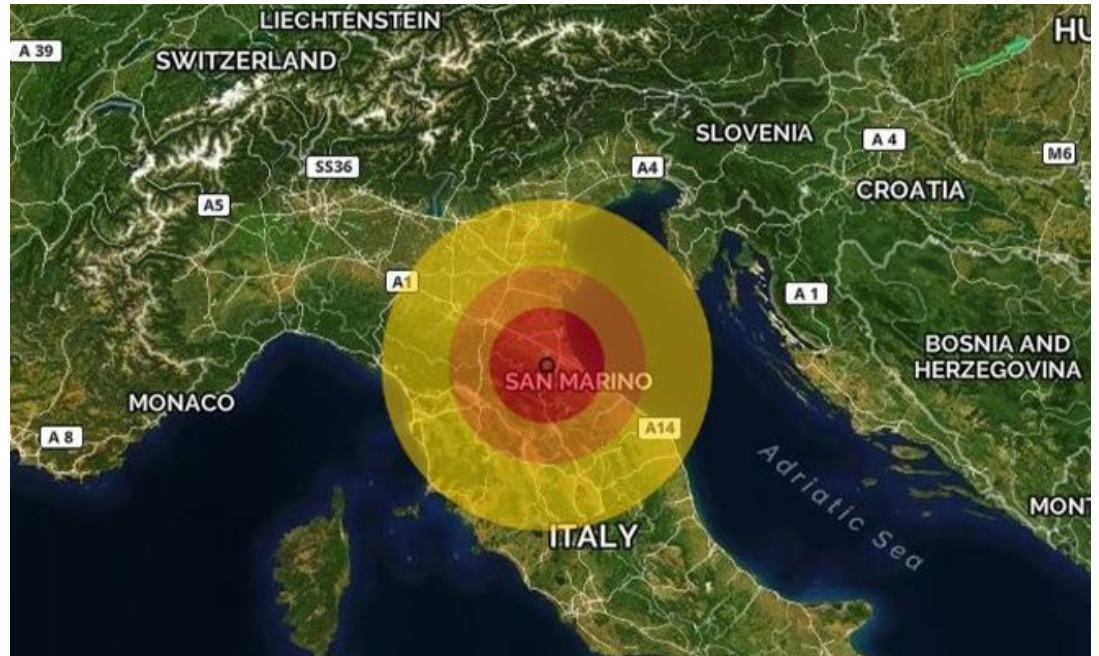 LIECHTENSTEIN
HU
A 39
SWITZERLAND
SLOVENIA
A 4
M6
SS36
A4
CROATIA
A5
A1
A 1
BOSNIA AND
HERZEGOVINA
SAN MARINO
MONACO
A 8
A14
Adriatic Sea
MONT
ITALY